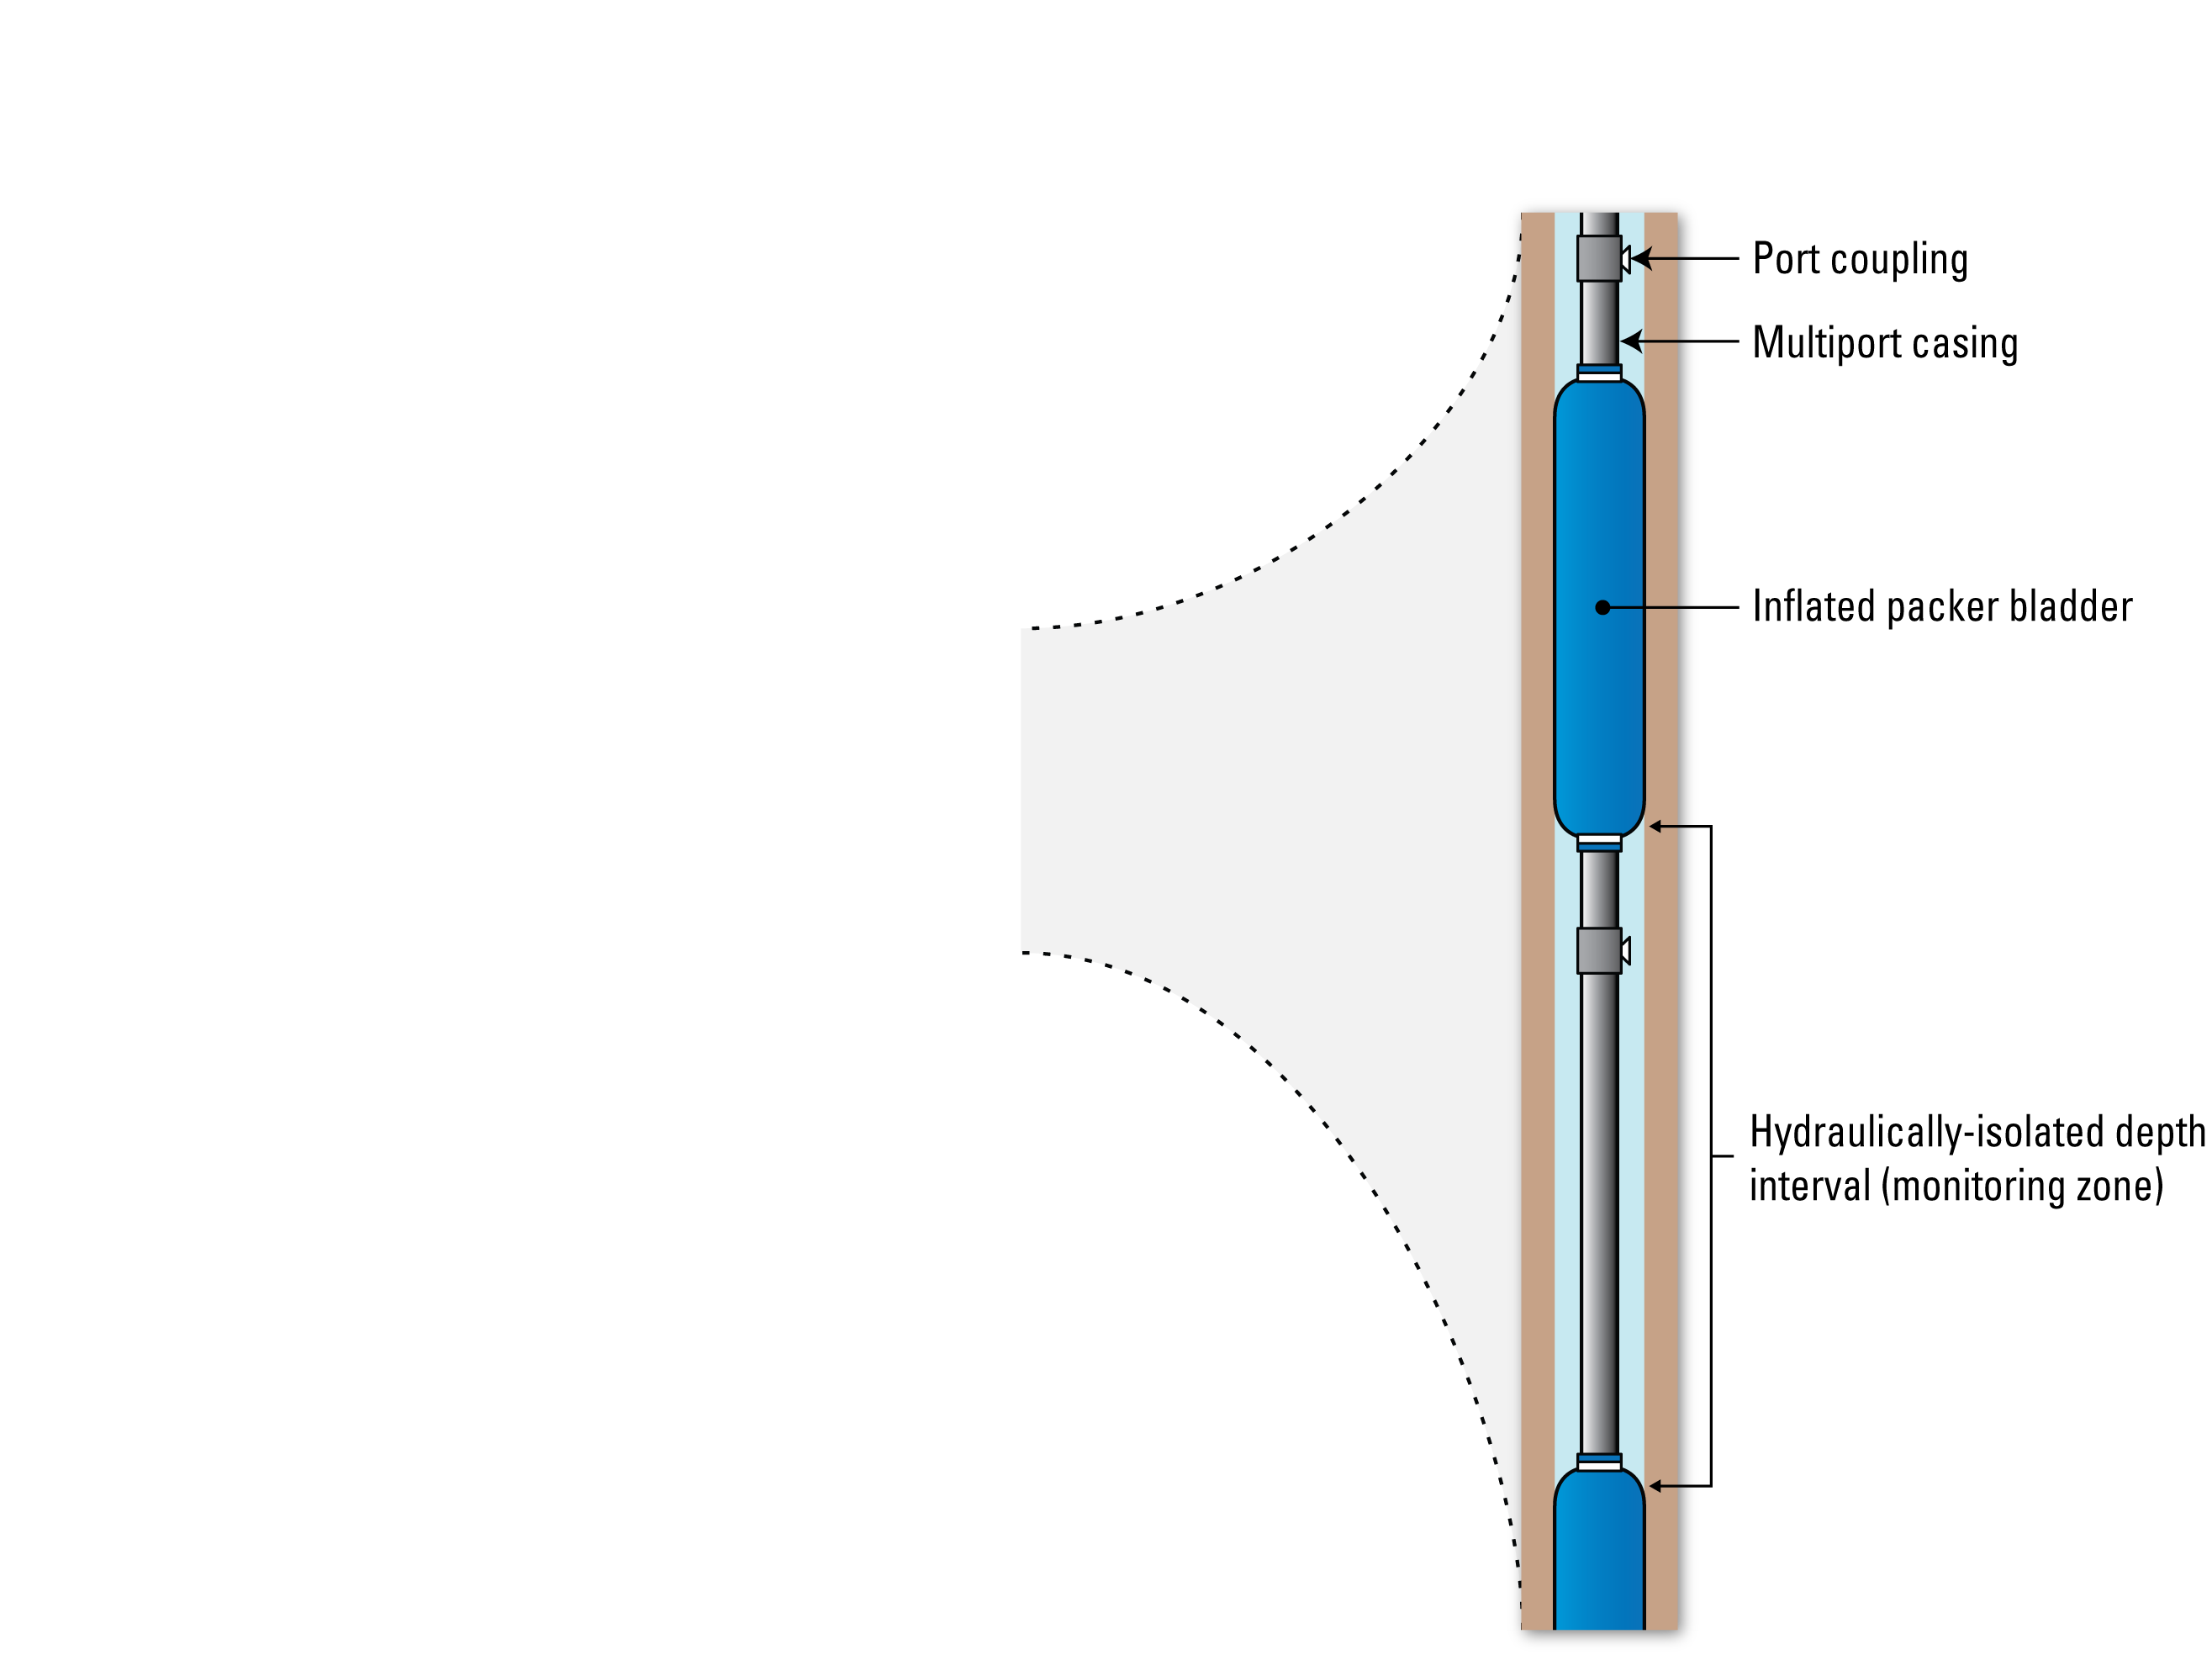 Port coupling
Multiport casing
Inflated packer bladder
Hydraulically-isolated depth
interval (monitoring zone)